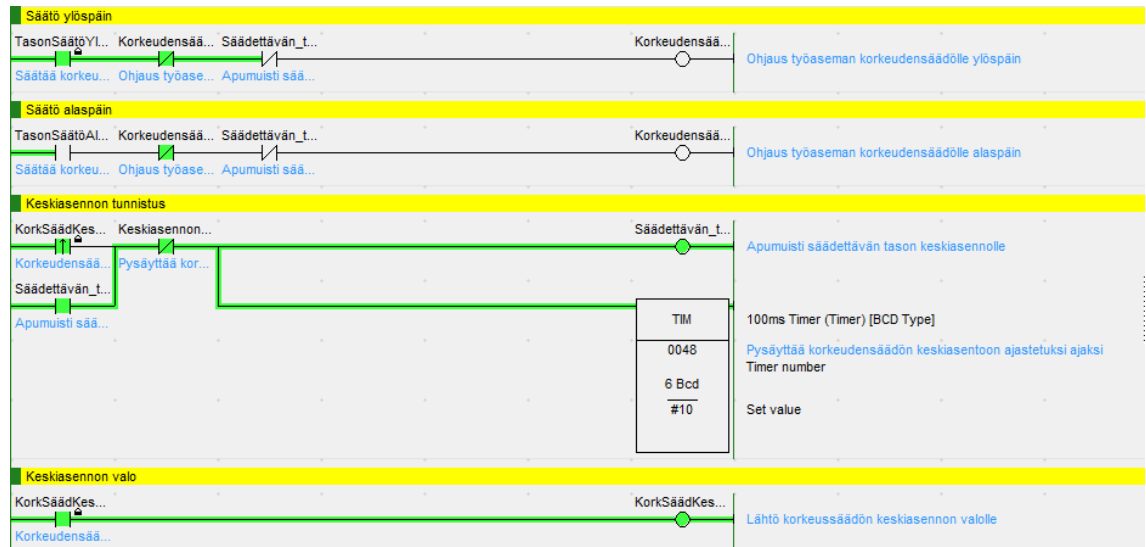 Säätö ylöspäin
TasonSäätöYl... Korkeudensää... Säädettävän_t... Korkeudensää...
Säätää korkeu... Ohjaus työase... Apumuisti sää... Ohjaus työaseman korkeudensäädölle ylöspäin
Säätö alaspäin
TasonSäätöAl... Korkeudensää... Säädettävän_t... Korkeudensää...
Säätää korkeu... Ohjaus työase... Apumuisti sää... Ohjaus työaseman korkeudensäädölle alaspäin
Keskiasennon tunnistus
KorkSäädKes... Keskiasennon... Säädettävän_t...
Korkeudensää... Pysäyttää kor... Apumuisti säädettävän tason keskiasennolle
Säädettävän_t...
Apumuisti sää... TIM 100ms Timer (Timer) [BCD Type]
0048 Pysäyttää korkeudensäädön keskiasentoon ajastetuksi ajaksi
Timer number
6 Bcd
#10 Set value
Keskiasennon valo
KorkSäädKes... KorkSäädKes...
Korkeudensää... Lähtö korkeussäädön keskiasennon valolle